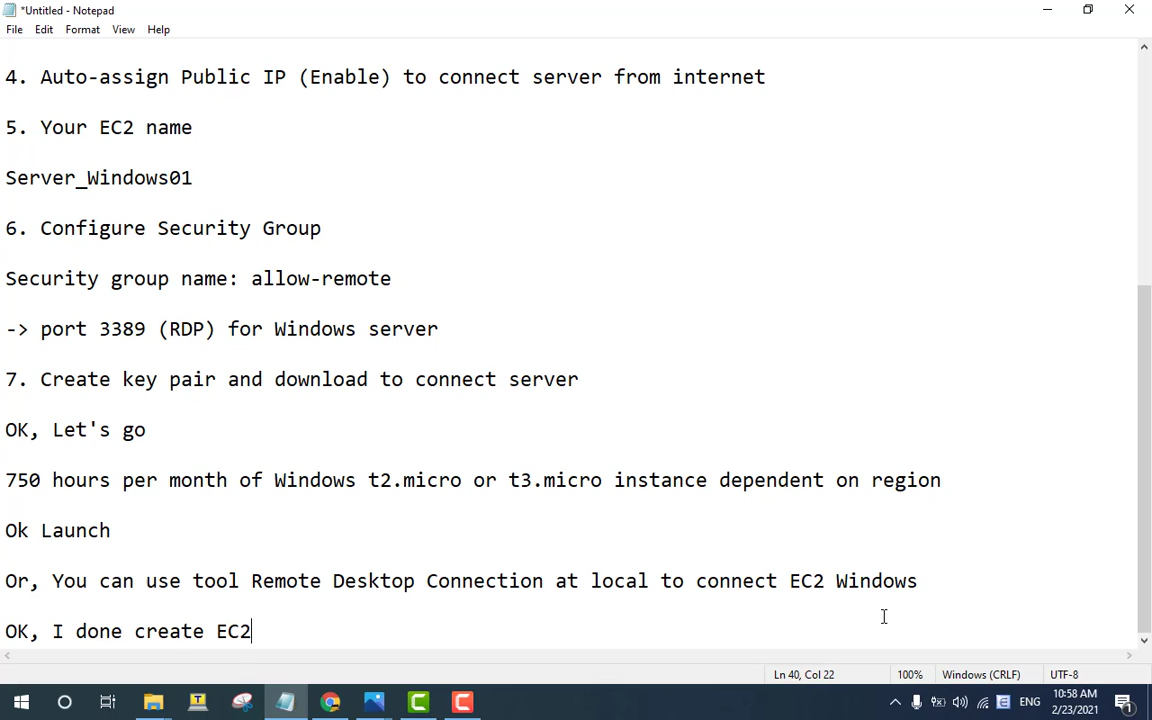 *Untitled - Notepad
File Edit Format View Help
4. Auto-assign Public IP (Enable) to connect server from internet
5. Your EC2 name
Server_Windows01
6. Configure Security Group
Security group name: allow-remote
-> port 3389 (RDP) for Windows server
7. Create key pair and download to connect server
OK, Let's go
750 hours per month of Windows t2.micro or t3.micro instance dependent on region
Ok Launch
Or, You can use tool Remote Desktop Connection at local to connect EC2 Windows
OK, I done create EC2
Ln 40, Col 22 100% Windows (CRLF) UTF-8
T C C E ENG 10:58 AM
2/23/2021 1